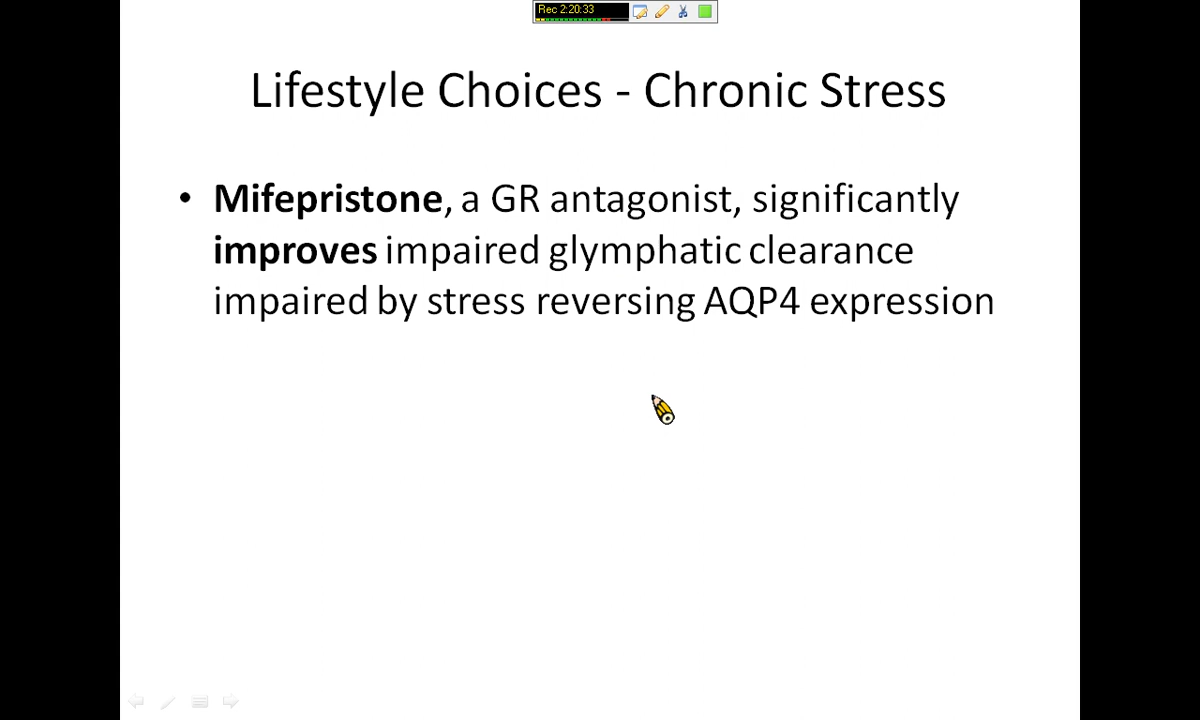 Rec 2:20:33
Lifestyle Choices - Chronic Stress
• Mifepristone, a GR antagonist, significantly
improves impaired glymphatic clearance
impaired by stress reversing AQP4 expression